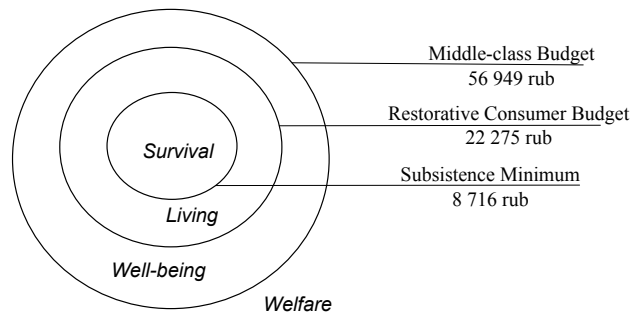 Middle-class Budget
56 949 rub
Restorative Consumer Budget
22 275 rub
Survival
Subsistence Minimum
8 716 rub
Living
Well-being
Welfare